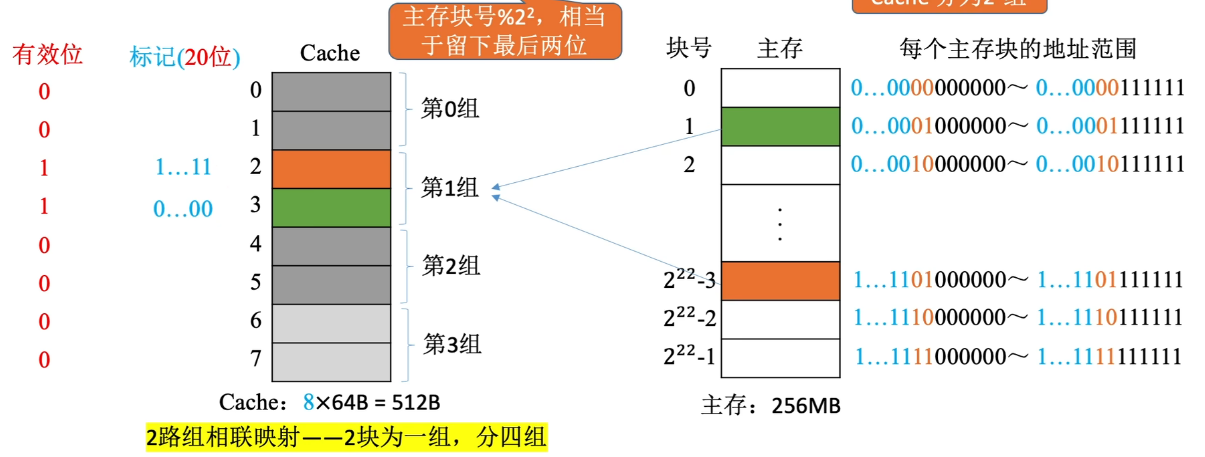 主存块号%2²，相当
于留下最后两位
Cache 分为2 组
有效位 标记(20位) Cache
0 0
0 1
1 1…11 2
1 0…00 3
0 4
0 5
0 6
0 7
第0组
第1组
第2组
第3组
Cache：8×64B = 512B
2路组相联映射——2块为一组，分四组
块号 主存 每个主存块的地址范围
0 0…0000000000～ 0…0000111111
1 0…0001000000～ 0…0001111111
2 0…0010000000～ 0…0010111111
⋮
2²²-3 1…1101000000～ 1…1101111111
2²²-2 1…1110000000～ 1…1110111111
2²²-1 1…1111000000～ 1…1111111111
主存：256MB